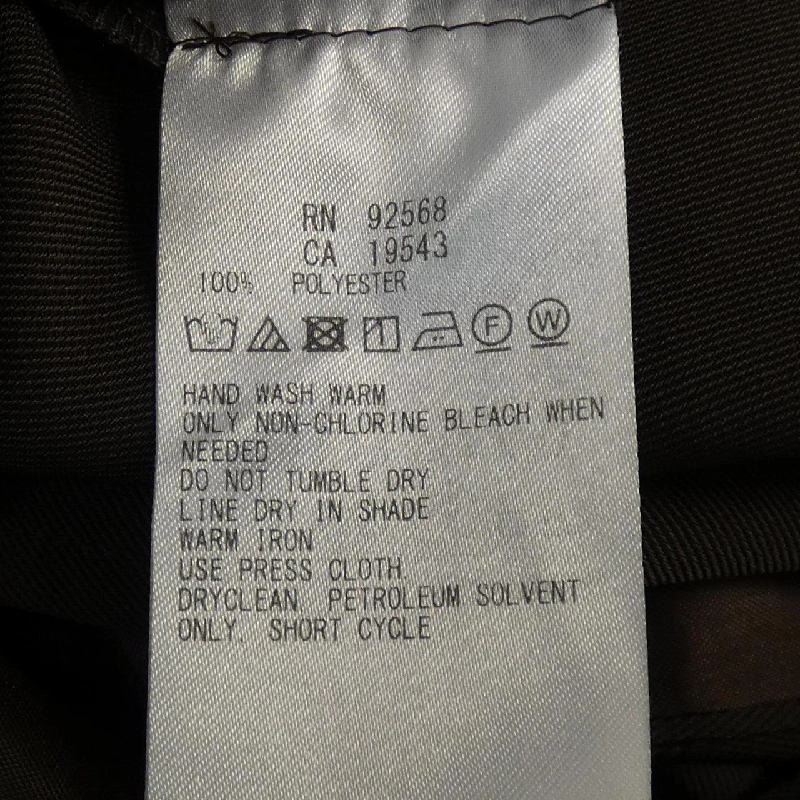 RN 92568
CA 19543
100% POLYESTER
F W
HAND WASH WARM
ONLY NON-CHLORINE BLEACH WHEN
NEEDED
DO NOT TUMBLE DRY
LINE DRY IN SHADE
WARM IRON
USE PRESS CLOTH
DRYCLEAN, PETROLEUM SOLVENT
ONLY, SHORT CYCLE